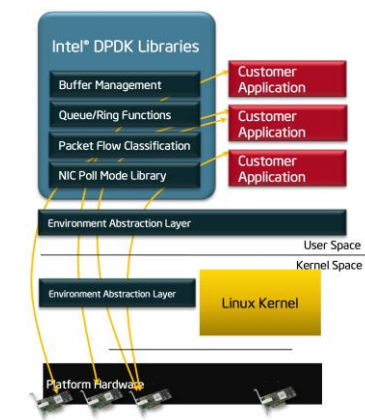 Intel® DPDK Libraries
Buffer Management
Queue/Ring Functions
Packet Flow Classification
NIC Poll Mode Library
Customer
Application
Customer
Application
Customer
Application
Environment Abstraction Layer
User Space
Kernel Space
Environment Abstraction Layer
Linux Kernel
Platform Hardware